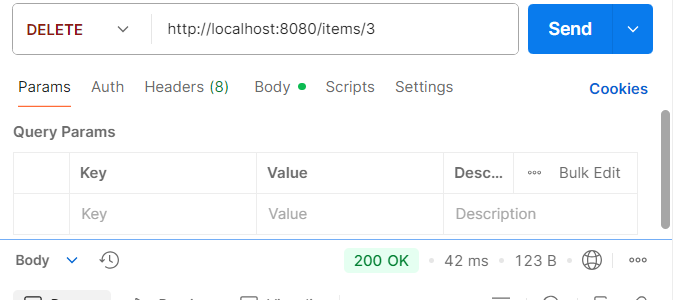 DELETE http://localhost:8080/items/3 Send
Params Auth Headers (8) Body Scripts Settings Cookies
Query Params
Key Value Desc... Bulk Edit
Key Value Description
Body 200 OK 42 ms 123 B